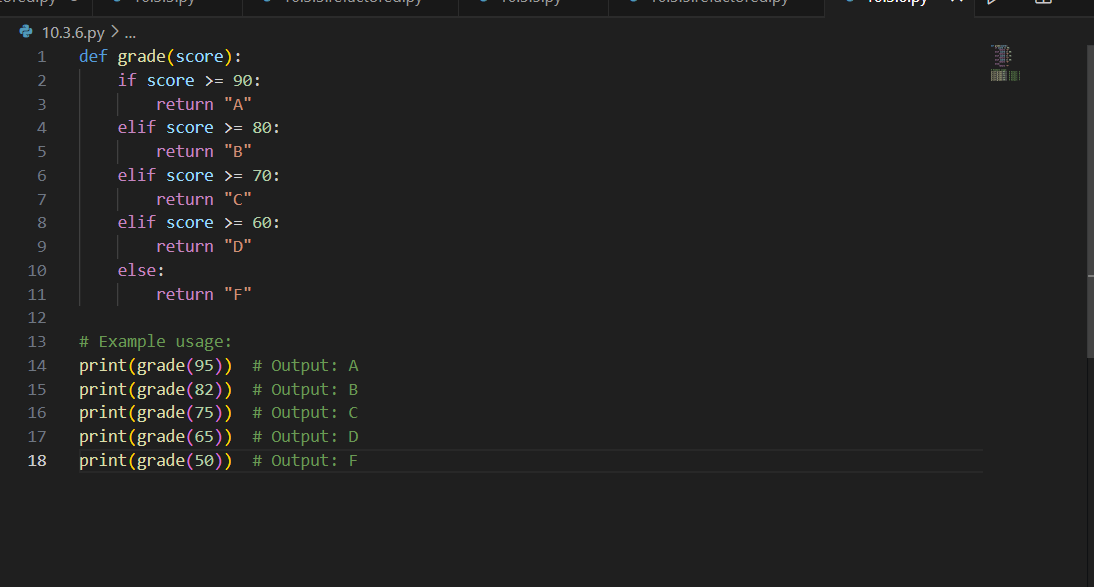 10.3.6.py > ...
1 def grade(score):
2     if score >= 90:
3         return "A"
4     elif score >= 80:
5         return "B"
6     elif score >= 70:
7         return "C"
8     elif score >= 60:
9         return "D"
10     else:
11         return "F"
12
13 # Example usage:
14 print(grade(95))  # Output: A
15 print(grade(82))  # Output: B
16 print(grade(75))  # Output: C
17 print(grade(65))  # Output: D
18 print(grade(50))  # Output: F